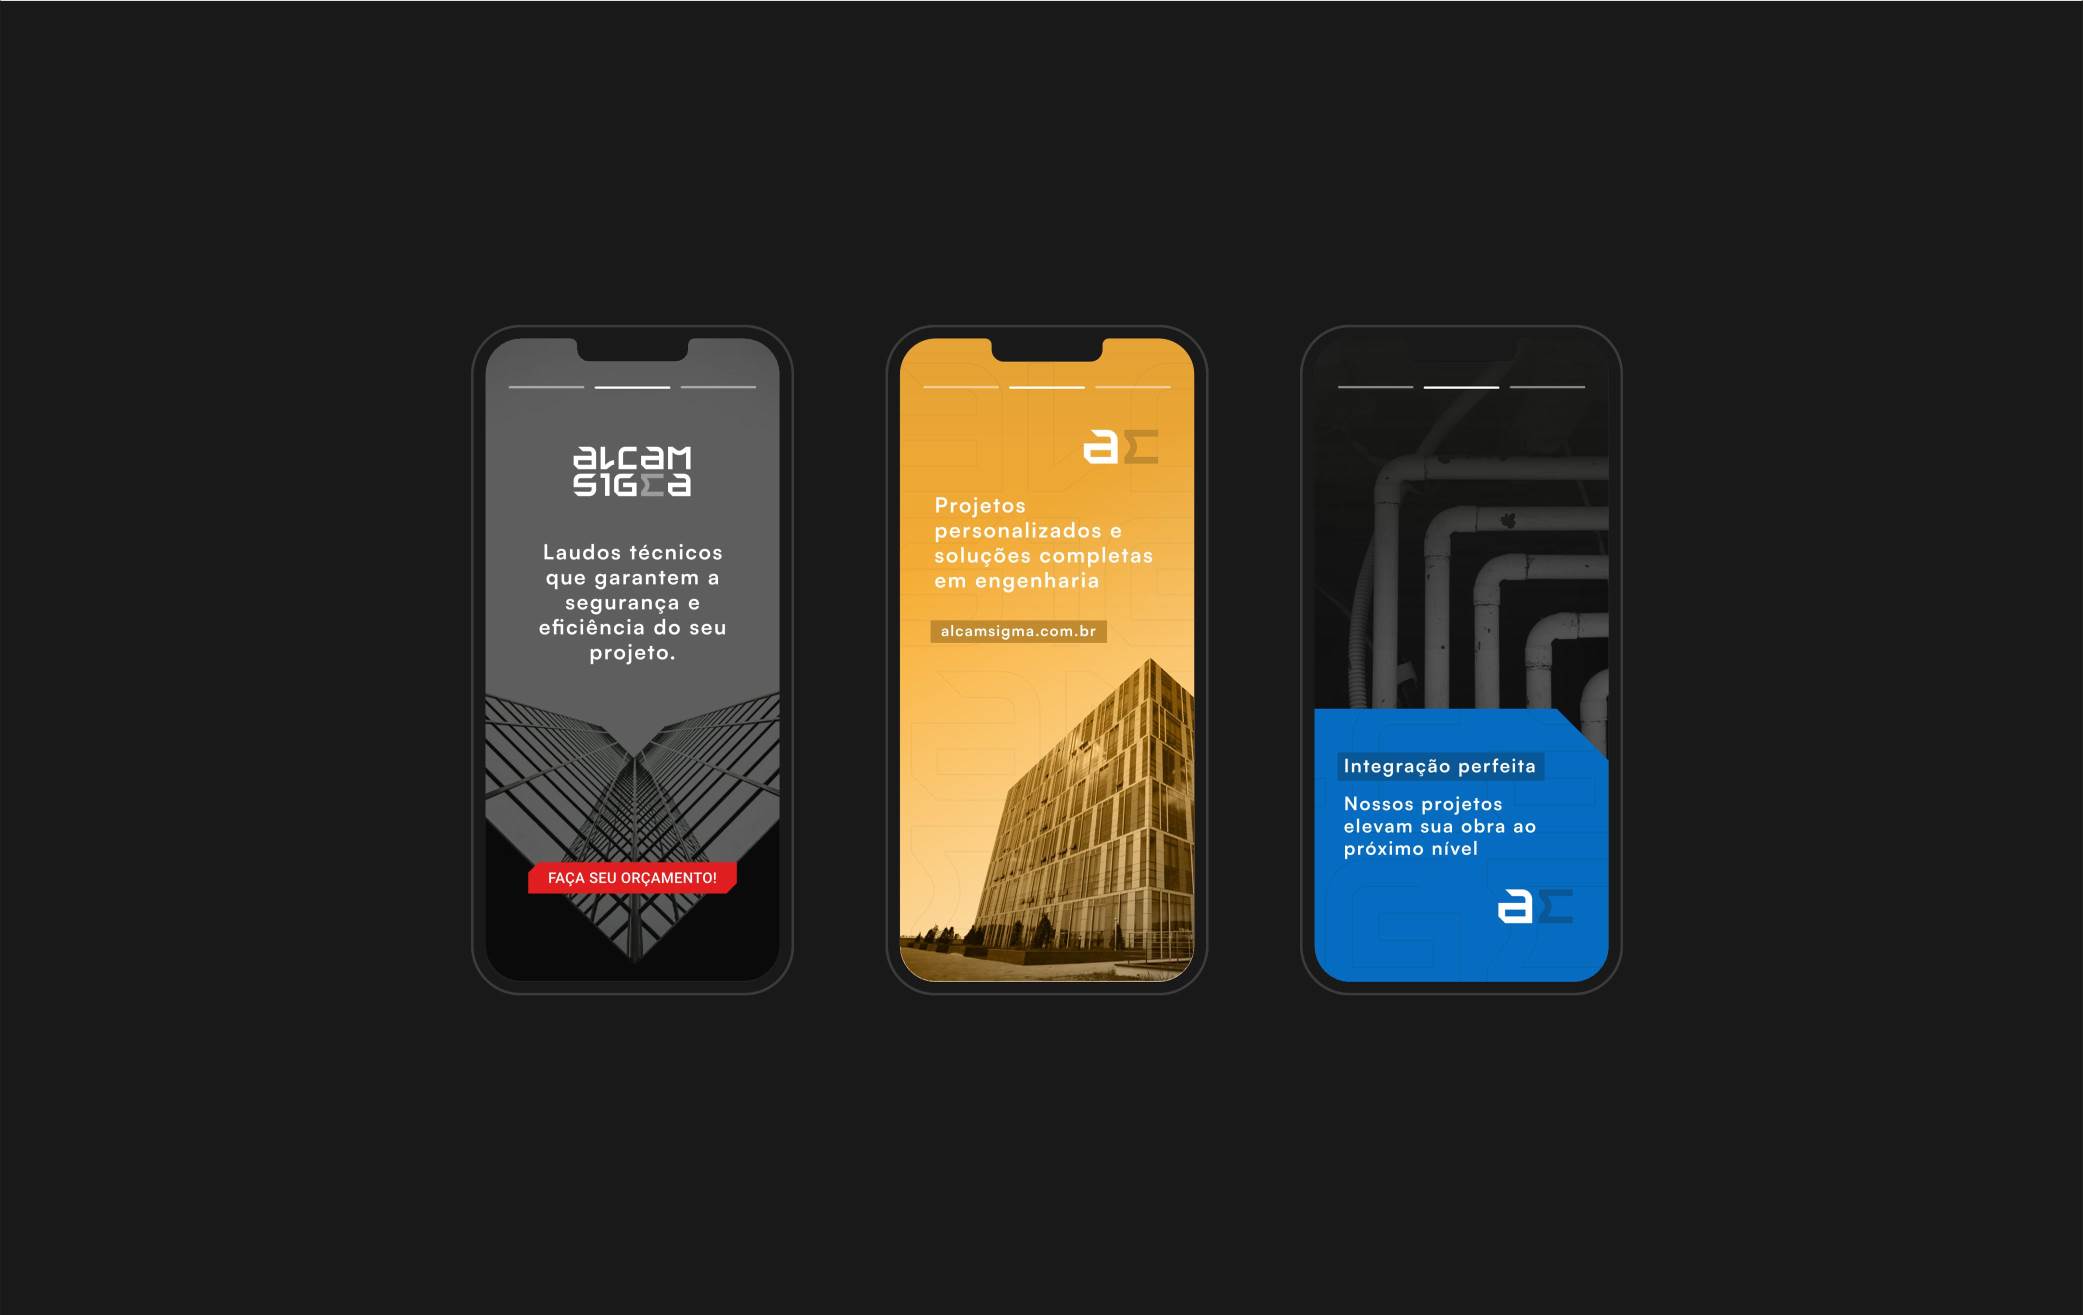 alcam
sigΣa
Laudos técnicos
que garantem a
segurança e
eficiência do seu
projeto.
FAÇA SEU ORÇAMENTO!
aΣ
Projetos
personalizados e
soluções completas
em engenharia
alcamsigma.com.br
Integração perfeita
Nossos projetos
elevam sua obra ao
próximo nível
aΣ